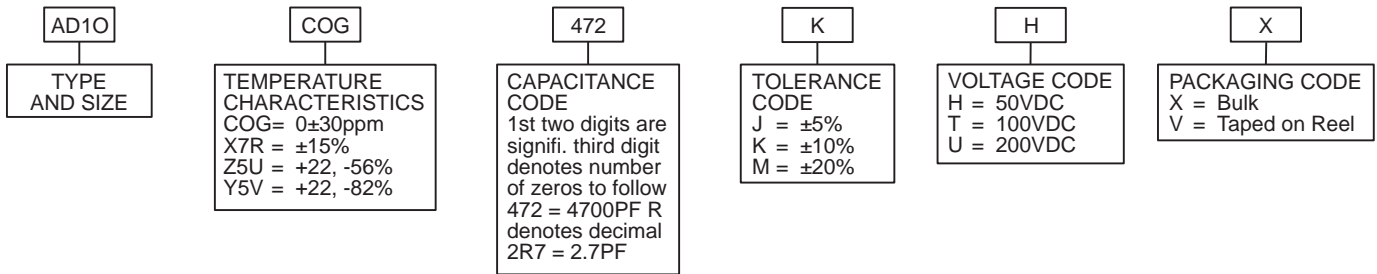 AD1O
COG
472
K
H
X
TYPE
AND SIZE
TEMPERATURE
CHARACTERISTICS
COG= 0±30ppm
X7R = ±15%
Z5U = +22, -56%
Y5V = +22, -82%
CAPACITANCE
CODE
1st two digits are
signifi. third digit
denotes number
of zeros to follow
472 = 4700PF R
denotes decimal
2R7 = 2.7PF
TOLERANCE
CODE
J = ±5%
K = ±10%
M = ±20%
VOLTAGE CODE
H = 50VDC
T = 100VDC
U = 200VDC
PACKAGING CODE
X = Bulk
V = Taped on Reel